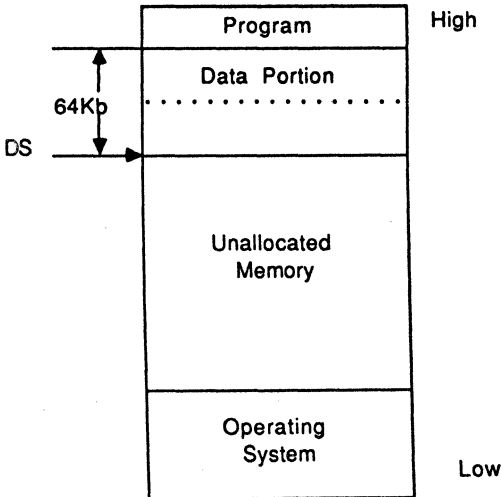 Program
High
Data Portion
64Kb
DS
Unallocated
Memory
Operating
System
Low